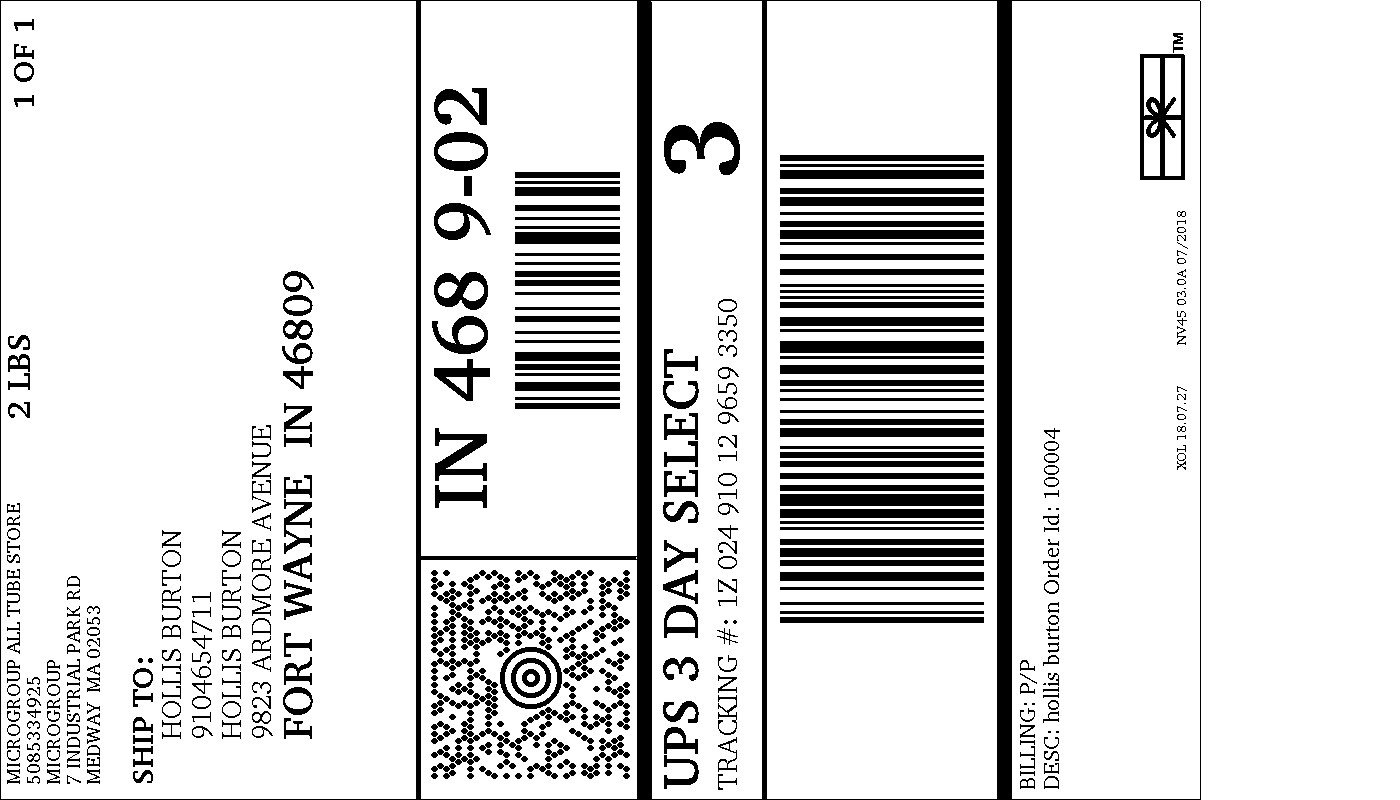 MICROGROUP ALL TUBE STORE
5085334925
MICROGROUP
7 INDUSTRIAL PARK RD
MEDWAY  MA 02053
2 LBS
1 OF 1
SHIP TO:
HOLLIS BURTON
9104654711
HOLLIS BURTON
9823 ARDMORE AVENUE
FORT WAYNE  IN 46809
IN 468 9-02
UPS 3 DAY SELECT
3
TRACKING #: 1Z 024 910 12 9659 3350
BILLING: P/P
DESC: hollis burton Order Id: 100004
XOL 18.07.27
NV45 03.0A 07/2018
TM